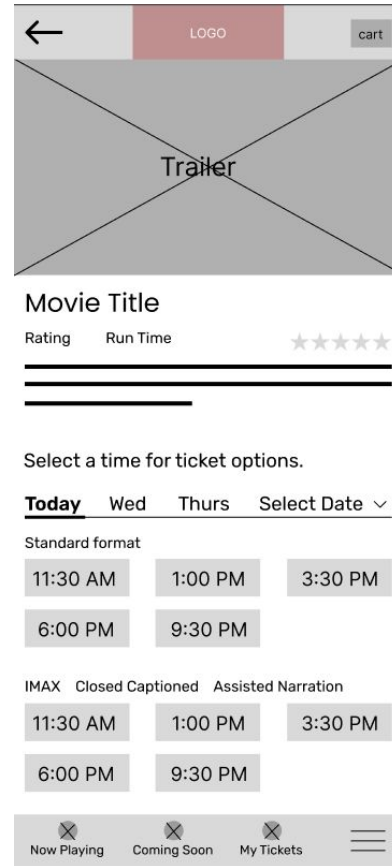 LOGO cart
Trailer
Movie Title
Rating Run Time
Select a time for ticket options.
Today Wed Thurs Select Date
Standard format
11:30 AM 1:00 PM 3:30 PM
6:00 PM 9:30 PM
IMAX Closed Captioned Assisted Narration
11:30 AM 1:00 PM 3:30 PM
6:00 PM 9:30 PM
Now Playing Coming Soon My Tickets